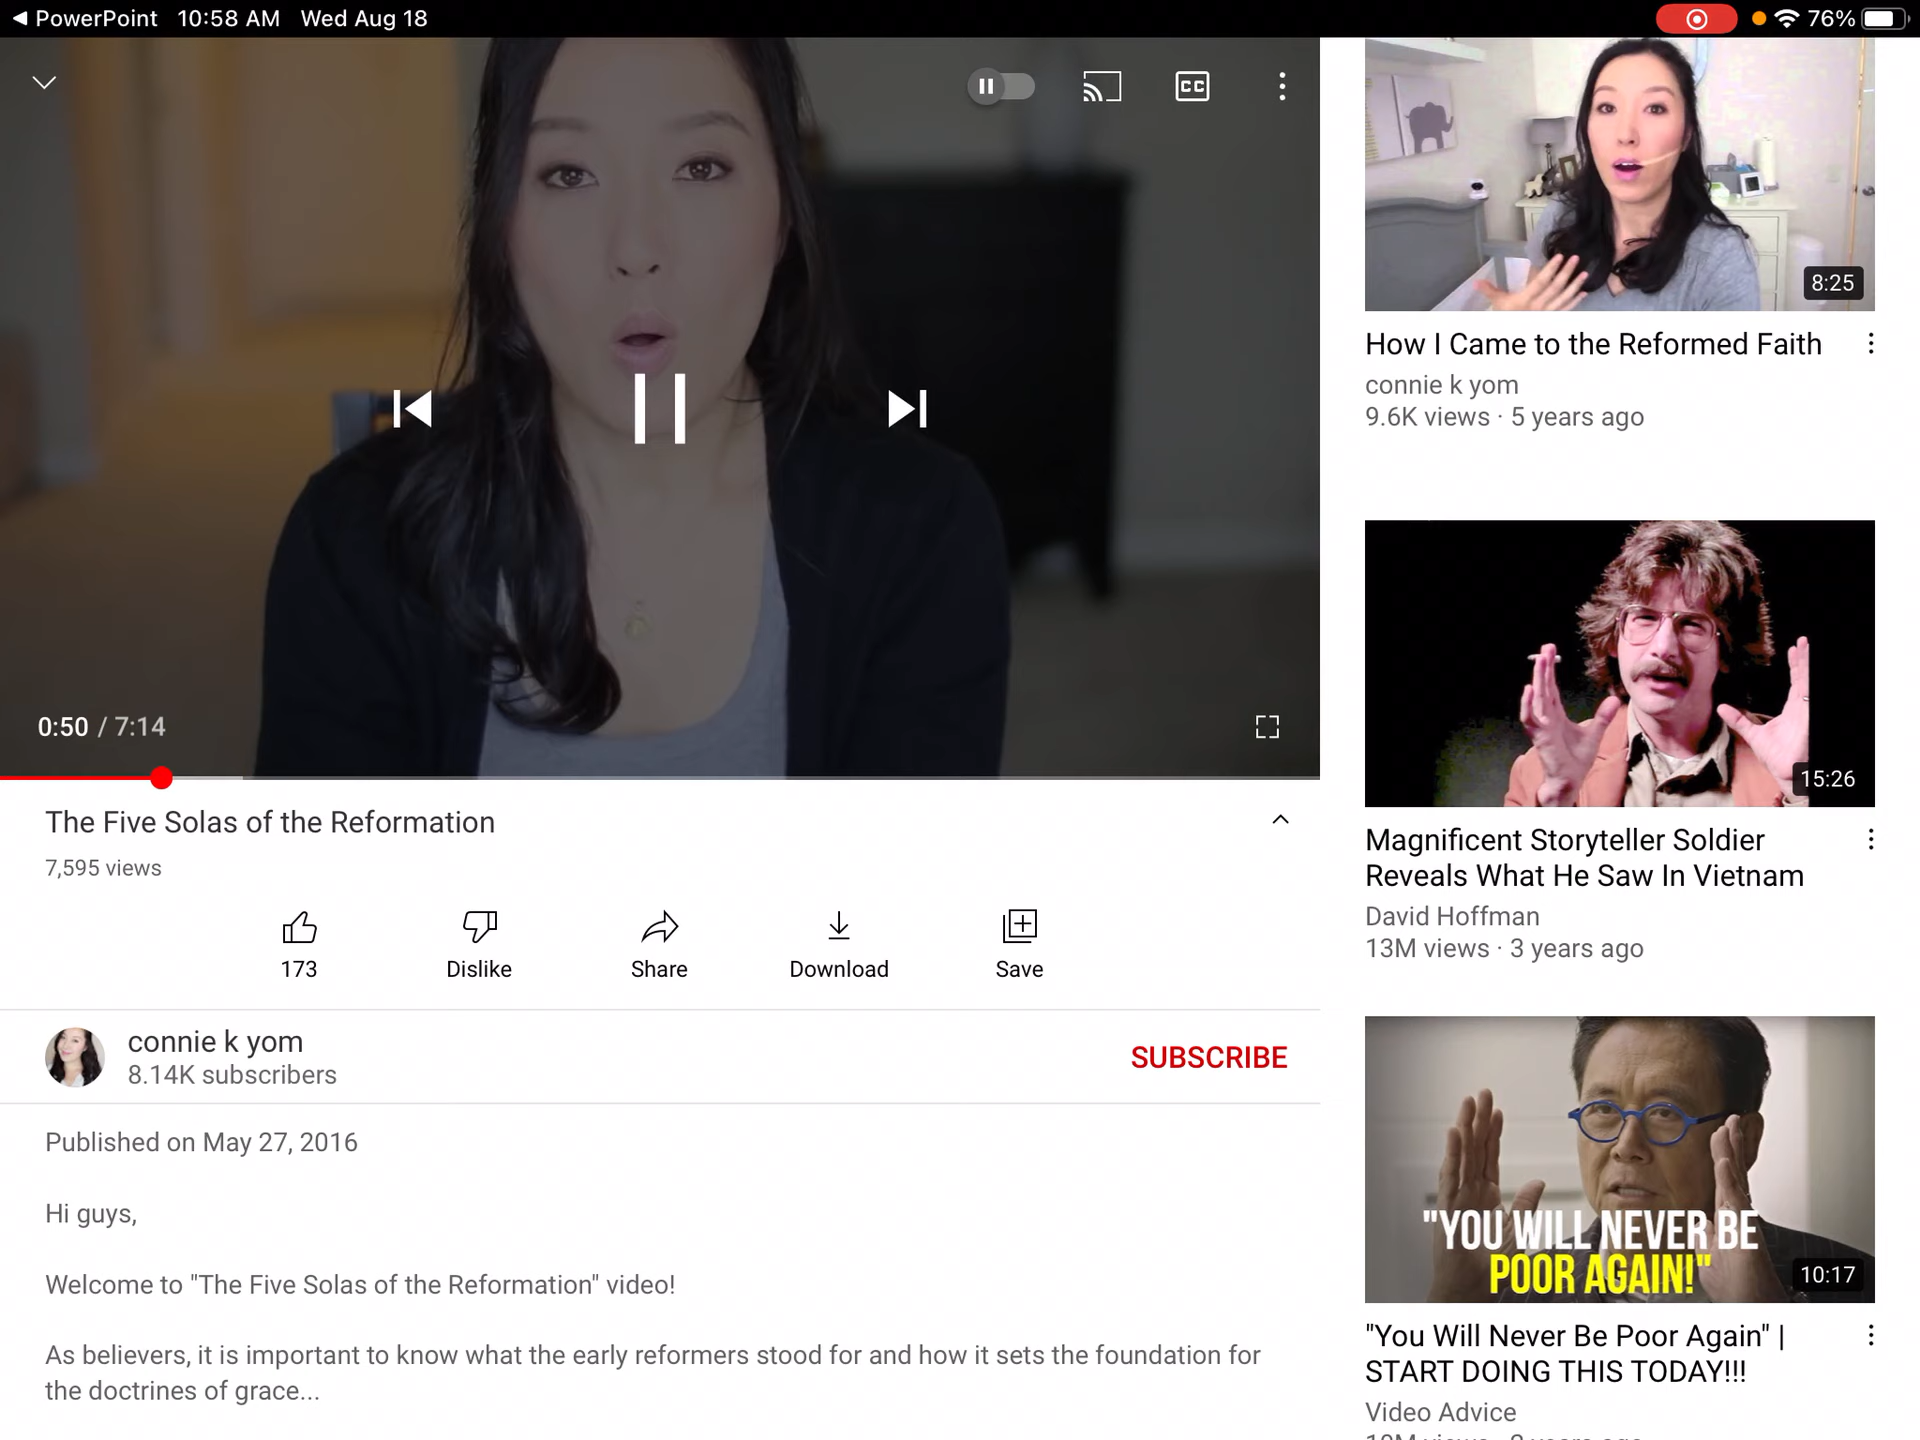 PowerPoint 10:58 AM Wed Aug 18 76%
CC
0:50 / 7:14
The Five Solas of the Reformation
7,595 views
173 Dislike Share Download Save
connie k yom
8.14K subscribers
SUBSCRIBE
Published on May 27, 2016
Hi guys,
Welcome to "The Five Solas of the Reformation" video!
As believers, it is important to know what the early reformers stood for and how it sets the foundation for
the doctrines of grace...
8:25
How I Came to the Reformed Faith
connie k yom
9.6K views · 5 years ago
15:26
Magnificent Storyteller Soldier
Reveals What He Saw In Vietnam
David Hoffman
13M views · 3 years ago
"YOU WILL NEVER BE
POOR AGAIN!"
10:17
"You Will Never Be Poor Again" |
START DOING THIS TODAY!!!
Video Advice